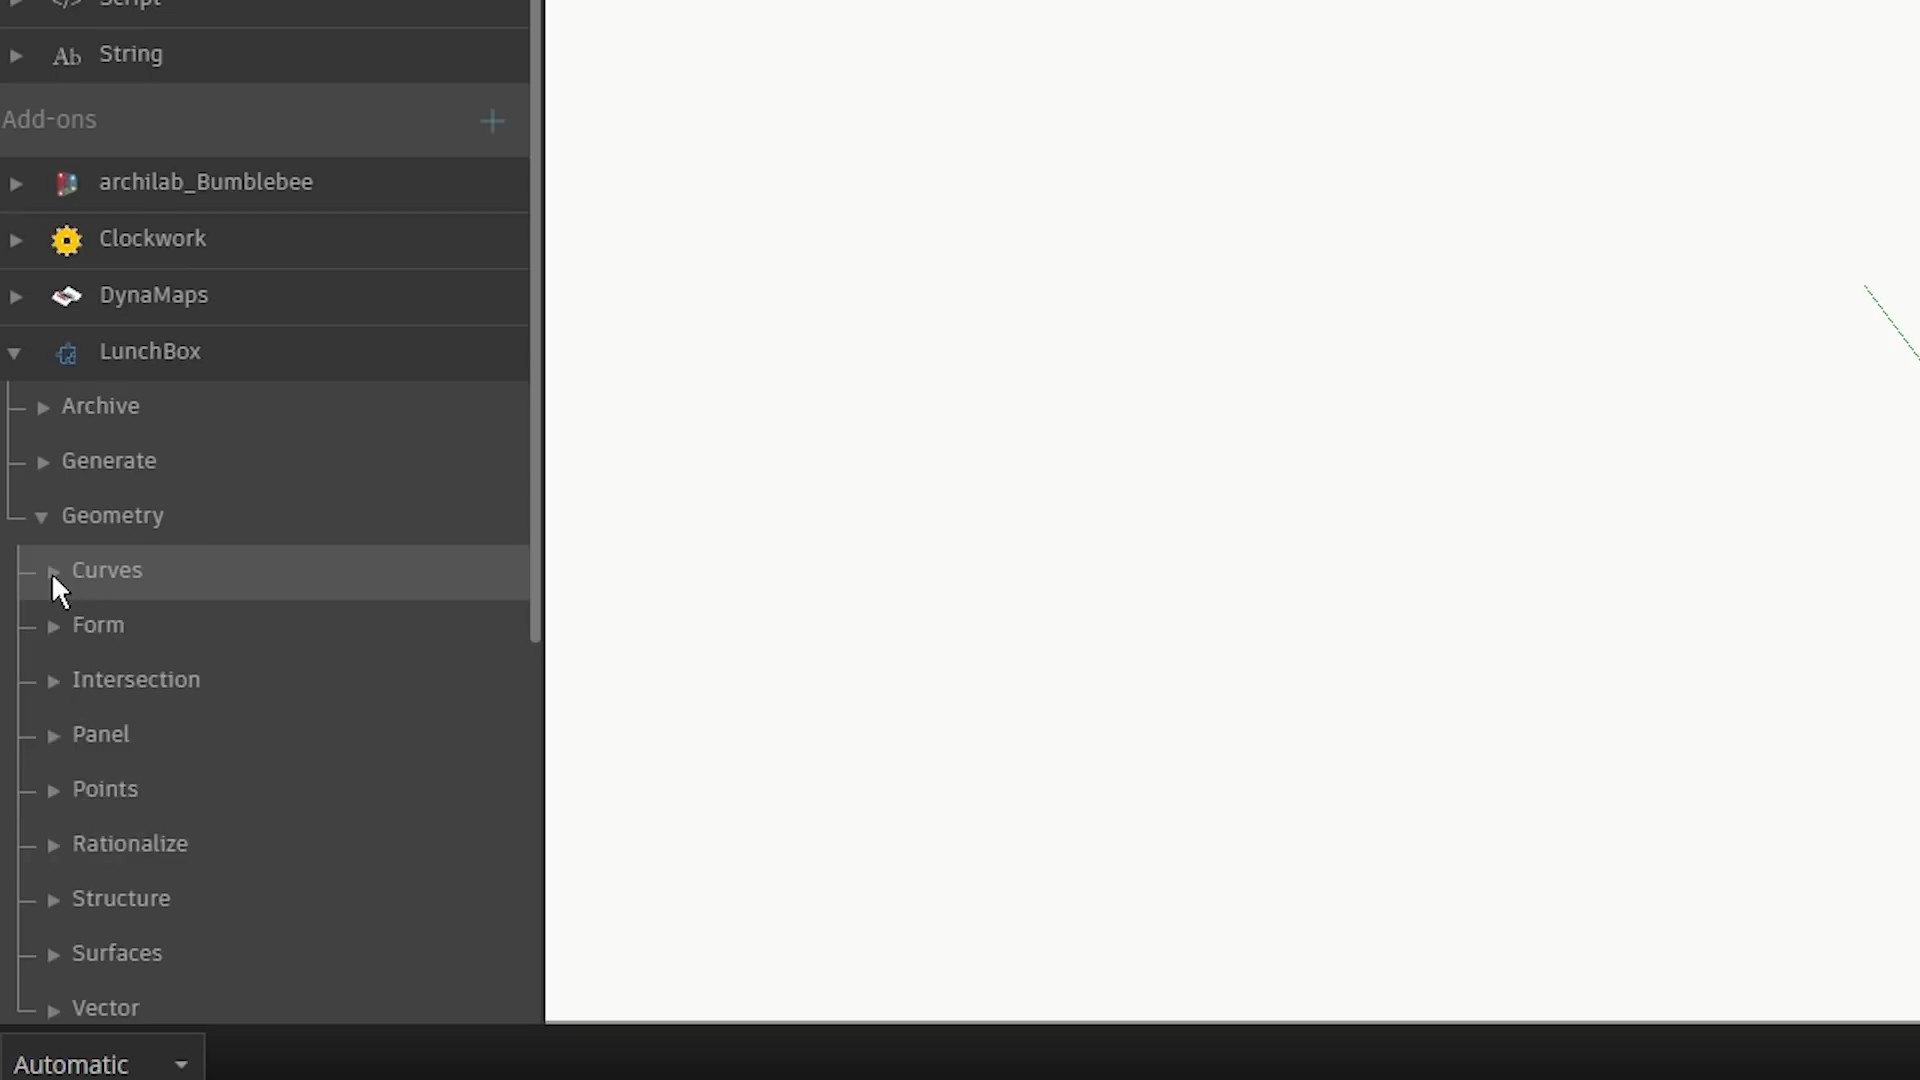 Script
String
Add-ons
archilab_Bumblebee
Clockwork
DynaMaps
LunchBox
Archive
Generate
Geometry
Curves
Form
Intersection
Panel
Points
Rationalize
Structure
Surfaces
Vector
Automatic